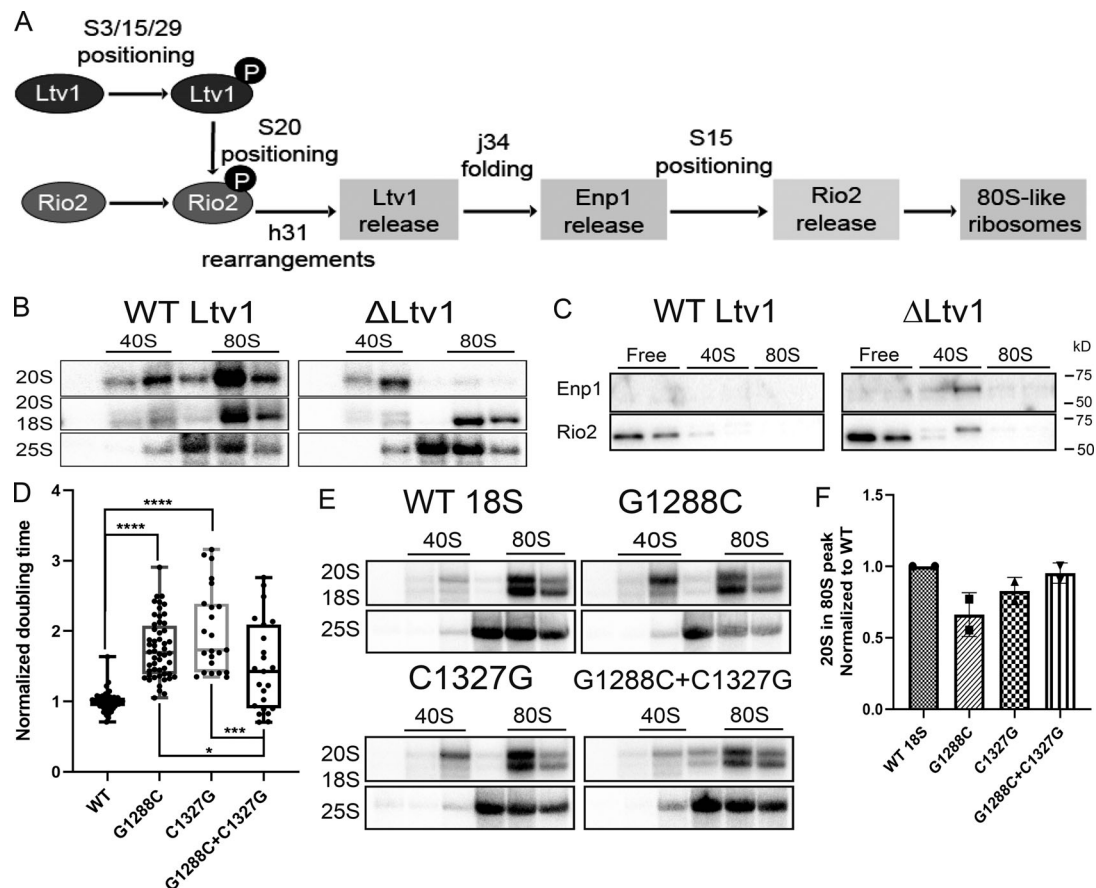 A
S3/15/29
positioning
Ltv1
Ltv1
P
S20
positioning
j34
folding
S15
positioning
Rio2
Rio2
P
h31
rearrangements
Ltv1
release
Enp1
release
Rio2
release
80S-like
ribosomes
B
WT Ltv1
ΔLtv1
40S
80S
40S
80S
20S
20S
18S
25S
C
WT Ltv1
ΔLtv1
Free
40S
80S
Free
40S
80S
kD
Enp1
75
50
Rio2
75
50
D
Normalized doubling time
4
3
2
1
0
****
****
***
*
WT
G1288C
C1327G
G1288C+C1327G
E
WT 18S
G1288C
40S
80S
40S
80S
20S
18S
25S
C1327G
G1288C+C1327G
40S
80S
40S
80S
20S
18S
25S
F
20S in 80S peak
Normalized to WT
1.5
1.0
0.5
0.0
WT 18S
G1288C
C1327G
G1288C+C1327G